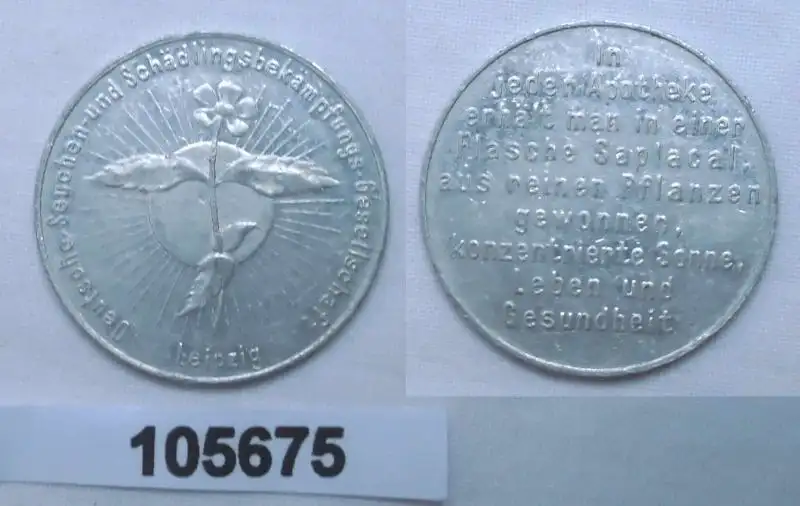 Deutsche Seuchen- und Schädlingsbekämpfungs-Gesellschaft
Leipzig
In
jeder Apotheke
erhält man in einer
Flasche Saplacal,
aus reinen Pflanzen
gewonnen,
konzentrierte Sonne,
Leben und
Gesundheit
105675